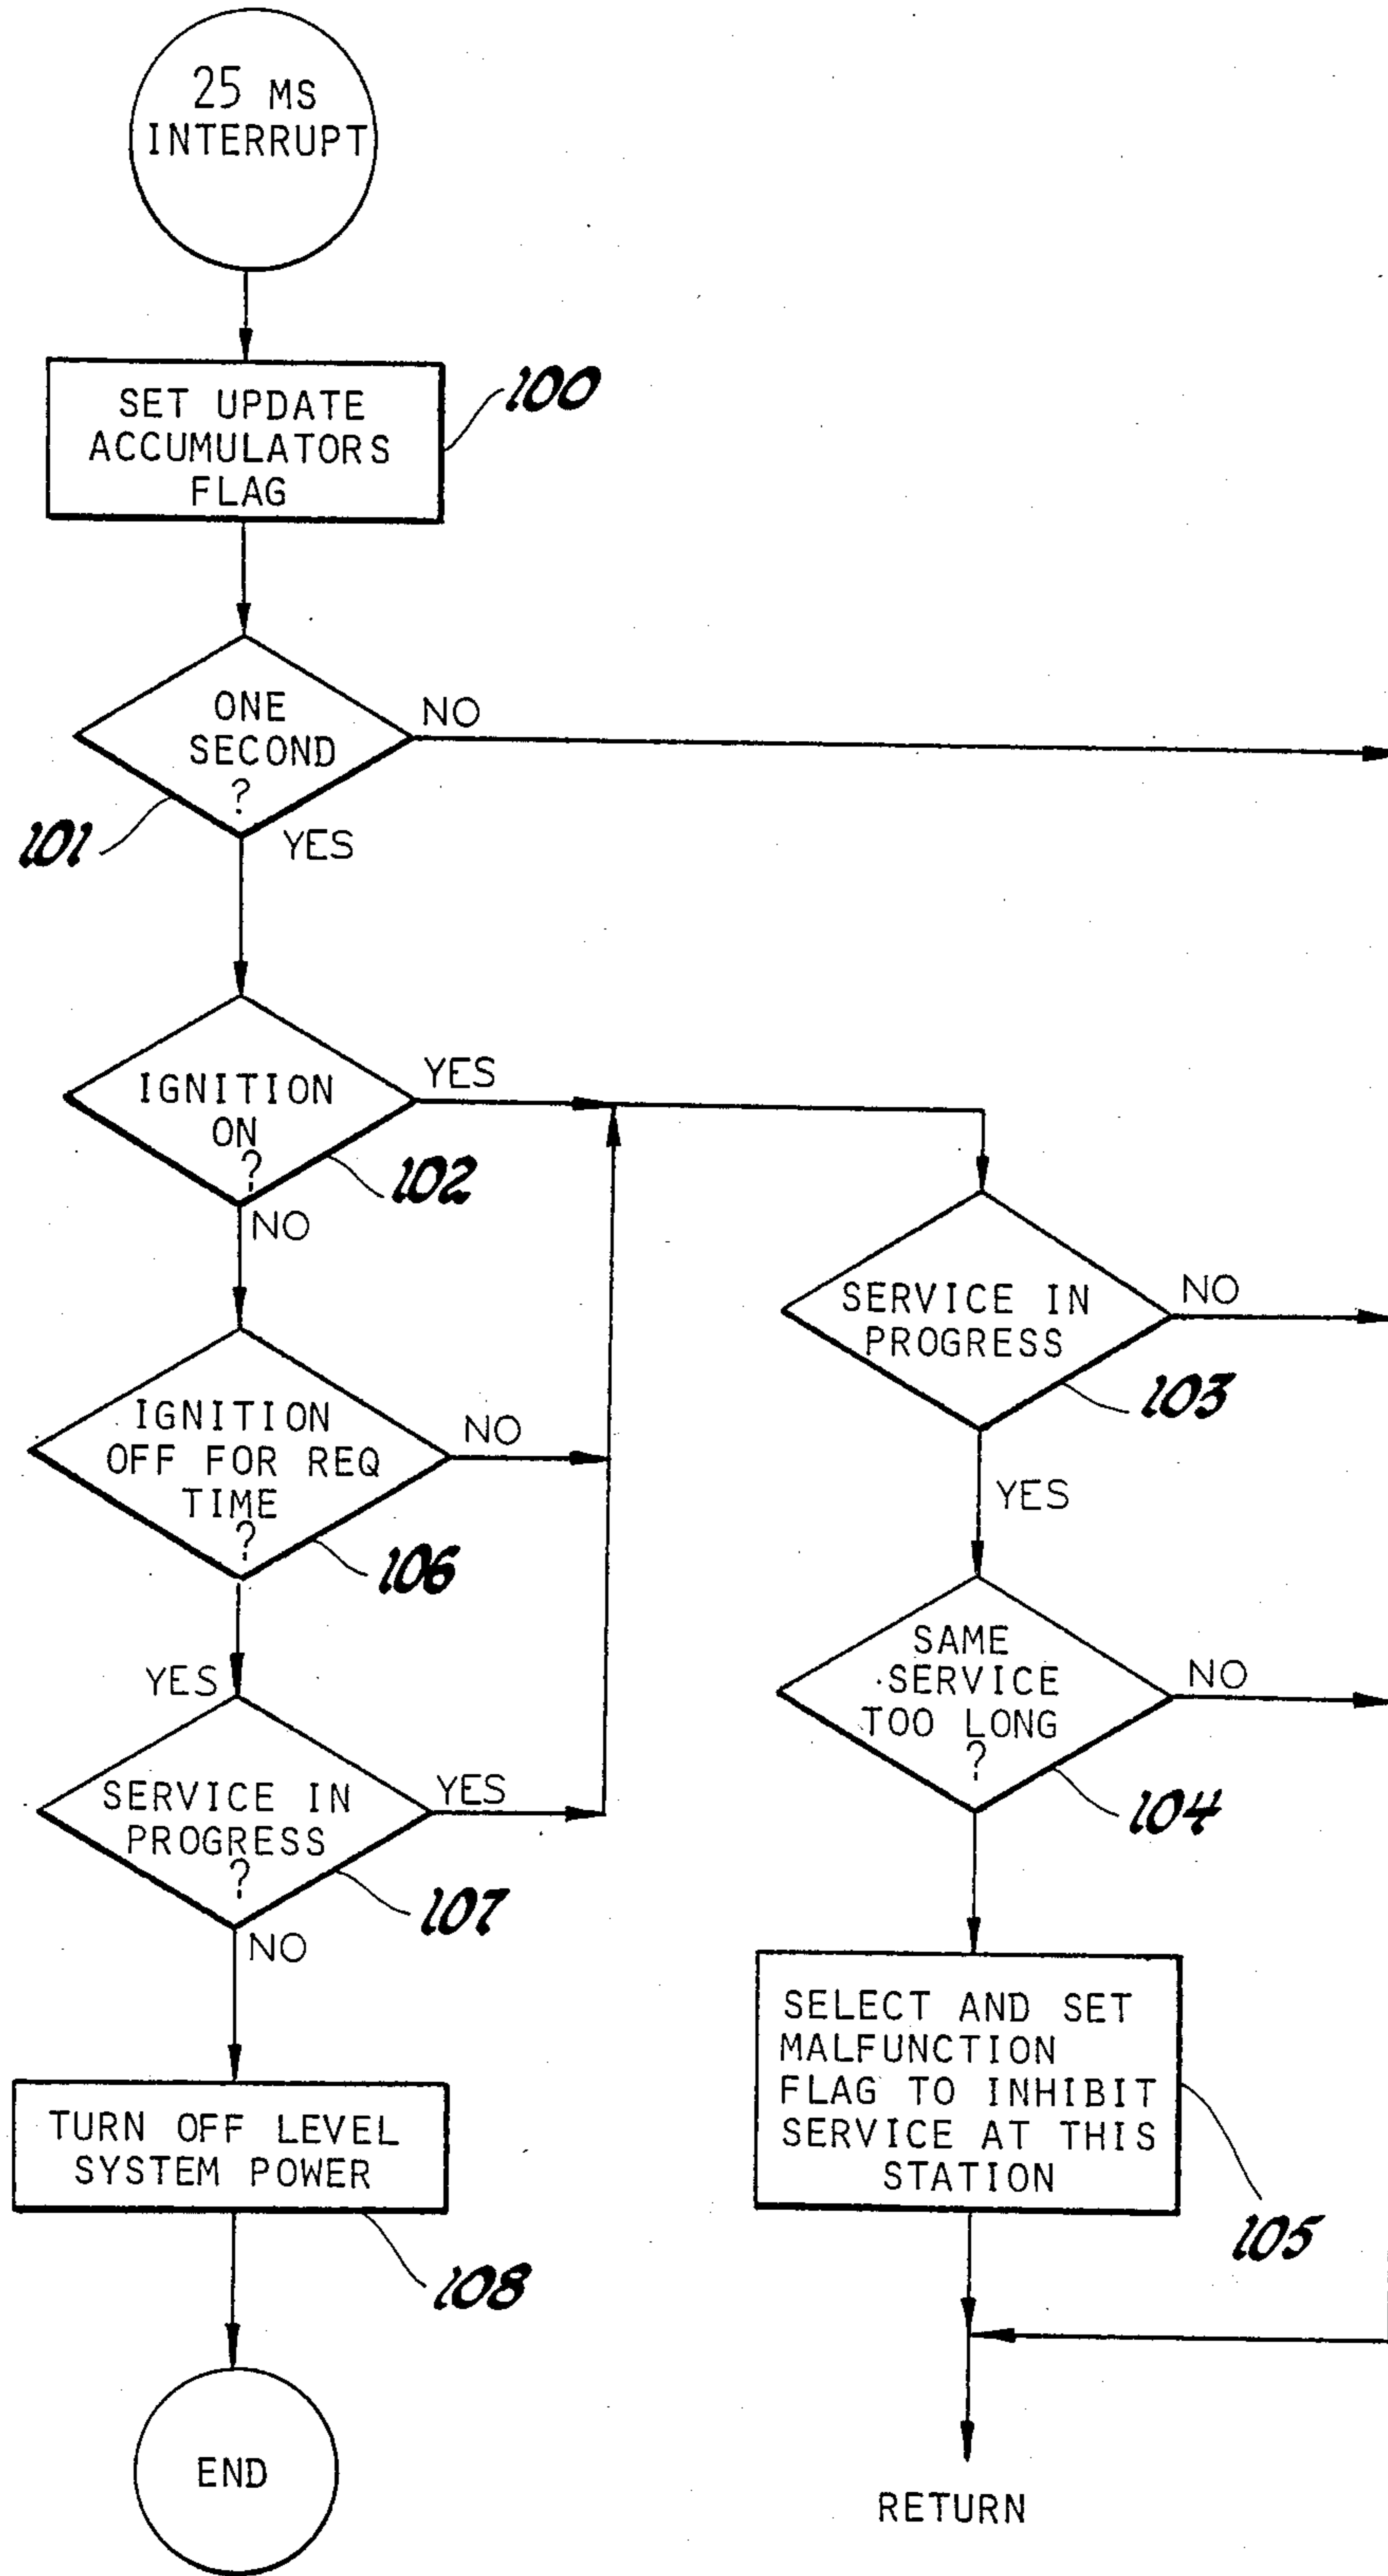 25 MS
INTERRUPT
SET UPDATE
ACCUMULATORS
FLAG
100
ONE
SECOND
?
NO
101
YES
IGNITION
ON
?
YES
102
NO
SERVICE IN
PROGRESS
NO
103
YES
IGNITION
OFF FOR REQ
TIME
?
NO
106
YES
SAME
SERVICE
TOO LONG
?
NO
104
SERVICE IN
PROGRESS
?
YES
107
NO
SELECT AND SET
MALFUNCTION
FLAG TO INHIBIT
SERVICE AT THIS
STATION
105
TURN OFF LEVEL
SYSTEM POWER
108
END
RETURN